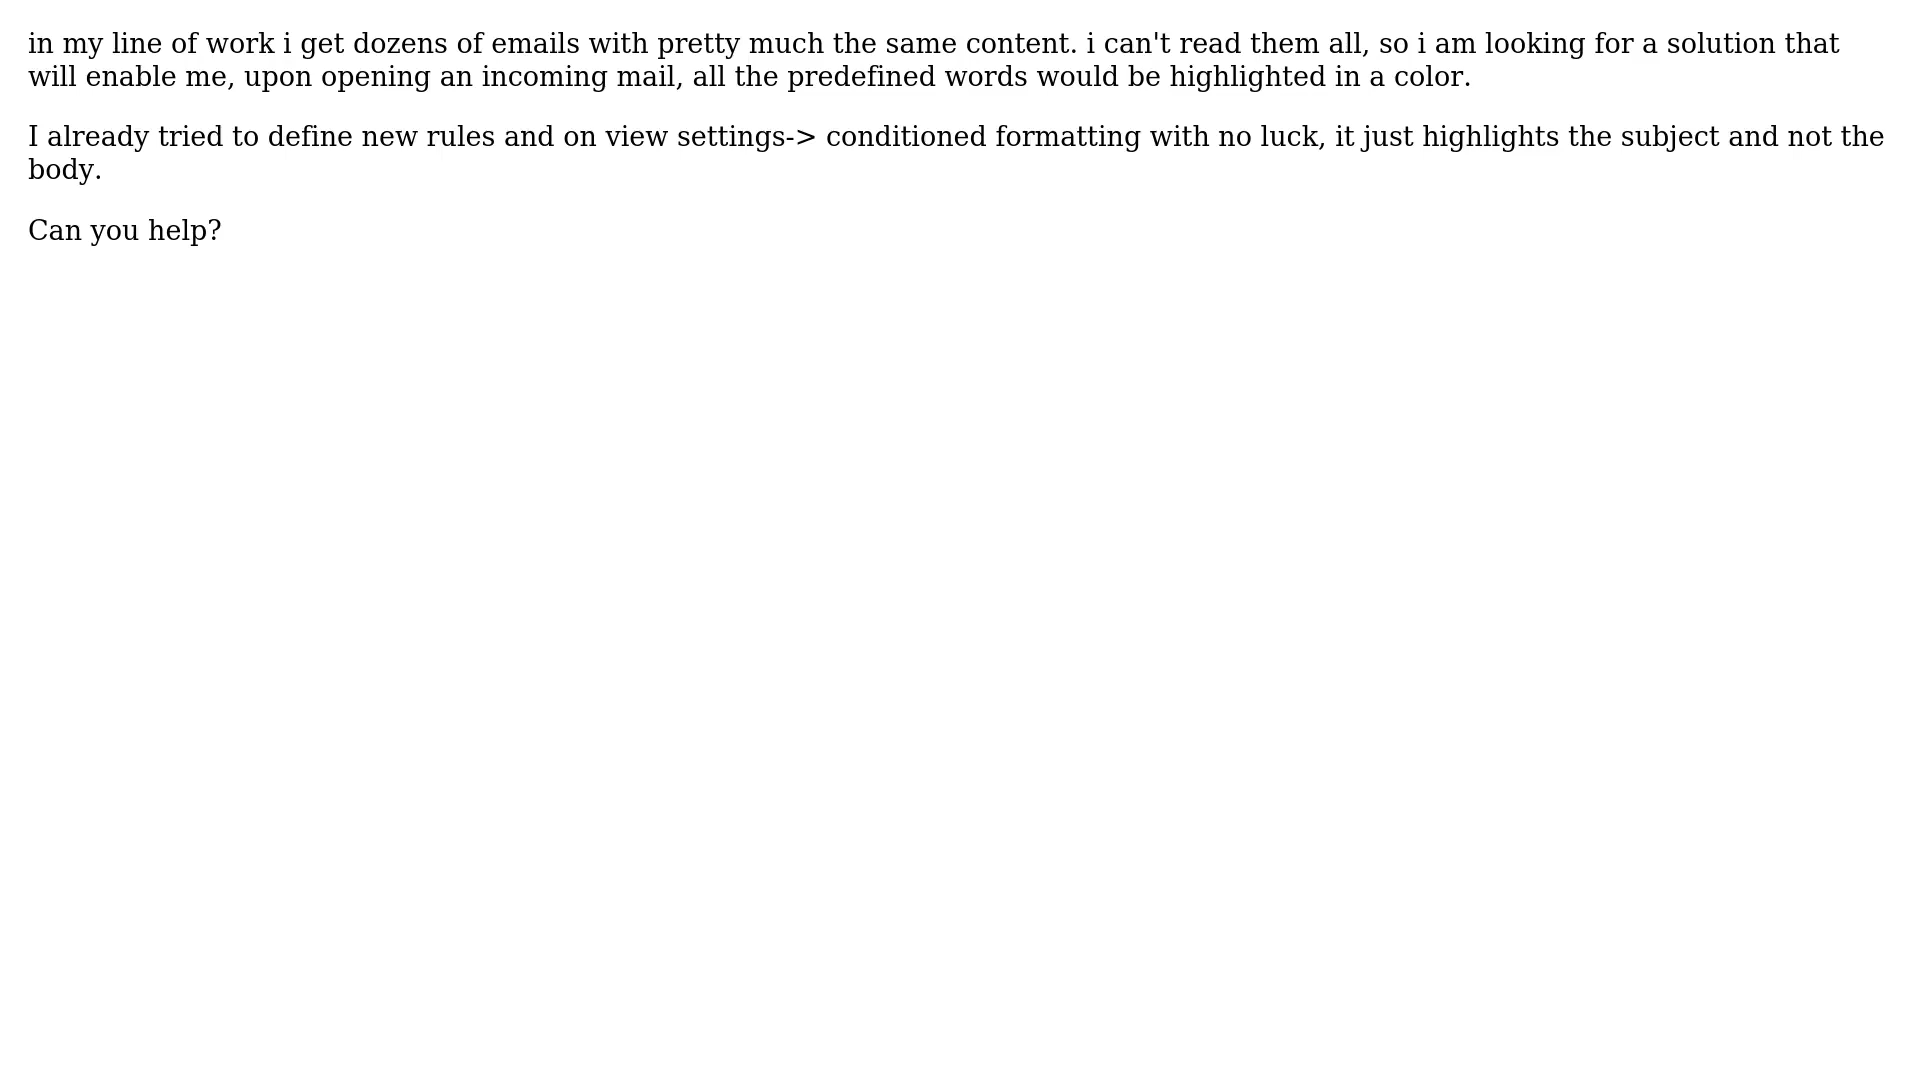 in my line of work i get dozens of emails with pretty much the same content. i can't read them all, so i am looking for a solution that
will enable me, upon opening an incoming mail, all the predefined words would be highlighted in a color.
I already tried to define new rules and on view settings-> conditioned formatting with no luck, it just highlights the subject and not the
body.
Can you help?